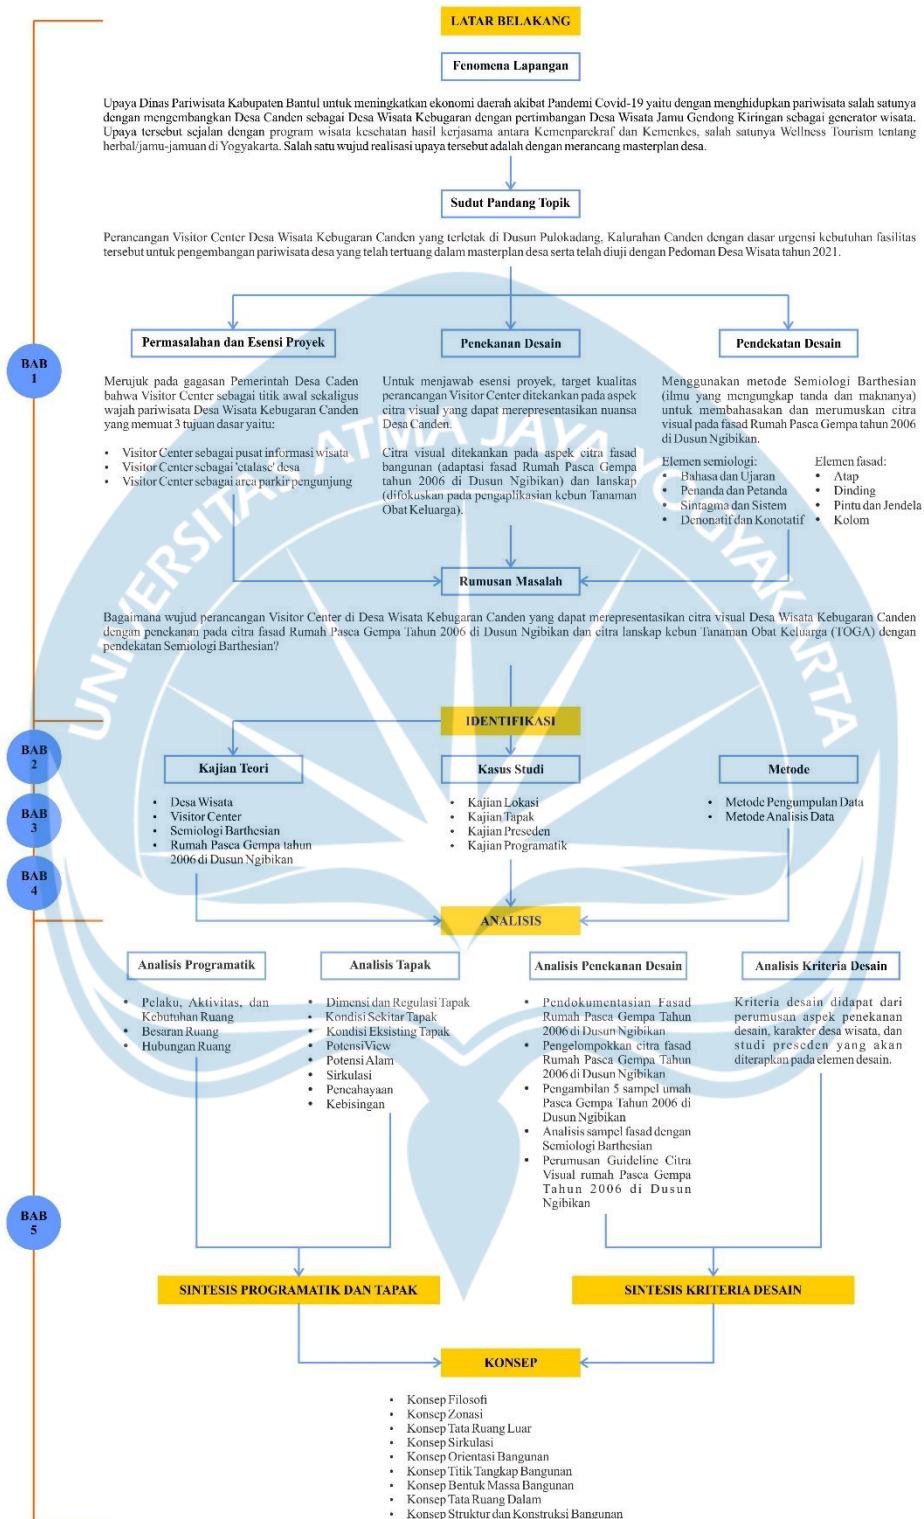 LATAR BELAKANG
Fenomena Lapangan
Upaya Dinas Pariwisata Kabupaten Bantul untuk meningkatkan ekonomi daerah akibat Pandemi Covid-19 yaitu dengan menghidupkan pariwisata salah satunya
dengan mengembangkan Desa Canden sebagai Desa Wisata Kebugaran dengan pertimbangan Desa Wisata Jamu Gendong Kiringan sebagai generator wisata.
Upaya tersebut sejalan dengan program wisata kesehatan hasil kerjasama antara Kemenparekraf dan Kemenkes, salah satunya Wellness Tourism tentang
herbal/jamu-jamuan di Yogyakarta. Salah satu wujud realisasi upaya tersebut adalah dengan merancang masterplan desa.
Sudut Pandang Topik
Perancangan Visitor Center Desa Wisata Kebugaran Canden yang terletak di Dusun Pulokadang, Kalurahan Canden dengan dasar urgensi kebutuhan fasilitas
tersebut untuk pengembangan pariwisata desa yang telah tertuang dalam masterplan desa serta telah diuji dengan Pedoman Desa Wisata tahun 2021.
BAB
1
Permasalahan dan Esensi Proyek
Merujuk pada gagasan Pemerintah Desa Caden
bahwa Visitor Center sebagai titik awal sekaligus
wajah pariwisata Desa Wisata Kebugaran Canden
yang memuat 3 tujuan dasar yaitu:
• Visitor Center sebagai pusat informasi wisata
• Visitor Center sebagai 'etalase' desa
• Visitor Center sebagai area parkir pengunjung
Penekanan Desain
Untuk menjawab esensi proyek, target kualitas
perancangan Visitor Center ditekankan pada aspek
citra visual yang dapat merepresentasikan nuansa
Desa Canden.
Citra visual ditekankan pada aspek citra fasad
bangunan (adaptasi fasad Rumah Pasca Gempa
tahun 2006 di Dusun Ngibikan) dan lanskap
(difokuskan pada pengaplikasian kebun Tanaman
Obat Keluarga).
Pendekatan Desain
Menggunakan metode Semiologi Barthesian
(ilmu yang mengungkap tanda dan maknanya)
untuk membahasakan dan merumuskan citra
visual pada fasad Rumah Pasca Gempa tahun 2006
di Dusun Ngibikan.
Elemen semiologi:
• Bahasa dan Ujaran
• Penanda dan Petanda
• Sintagma dan Sistem
• Denonatif dan Konotatif
Elemen fasad:
• Atap
• Dinding
• Pintu dan Jendela
• Kolom
Rumusan Masalah
Bagaimana wujud perancangan Visitor Center di Desa Wisata Kebugaran Canden yang dapat merepresentasikan citra visual Desa Wisata Kebugaran Canden
dengan penekanan pada citra fasad Rumah Pasca Gempa Tahun 2006 di Dusun Ngibikan dan citra lanskap kebun Tanaman Obat Keluarga (TOGA) dengan
pendekatan Semiologi Barthesian?
UNIVERSITAS ATMA JAYA YOGYAKARTA
IDENTIFIKASI
BAB
2
BAB
3
BAB
4
Kajian Teori
• Desa Wisata
• Visitor Center
• Semiologi Barthesian
• Rumah Pasca Gempa tahun
2006 di Dusun Ngibikan
Kasus Studi
• Kajian Lokasi
• Kajian Tapak
• Kajian Preseden
• Kajian Programatik
Metode
• Metode Pengumpulan Data
• Metode Analisis Data
ANALISIS
BAB
5
Analisis Programatik
• Pelaku, Aktivitas, dan
Kebutuhan Ruang
• Besaran Ruang
• Hubungan Ruang
Analisis Tapak
• Dimensi dan Regulasi Tapak
• Kondisi Sekitar Tapak
• Kondisi Eksisting Tapak
• Potensi View
• Potensi Alam
• Sirkulasi
• Pencahayaan
• Kebisingan
Analisis Penekanan Desain
• Pendokumentasian Fasad
Rumah Pasca Gempa Tahun
2006 di Dusun Ngibikan
• Pengelompokkan citra fasad
Rumah Pasca Gempa Tahun
2006 di Dusun Ngibikan
• Pengambilan 5 sampel umah
Pasca Gempa Tahun 2006 di
Dusun Ngibikan
• Analisis sampel fasad dengan
Semiologi Barthesian
• Perumusan Guideline Citra
Visual rumah Pasca Gempa
Tahun 2006 di Dusun
Ngibikan
Analisis Kriteria Desain
Kriteria desain didapat dari
perumusan aspek penekanan
desain, karakter desa wisata, dan
studi preseden yang akan
diterapkan pada elemen desain.
SINTESIS PROGRAMATIK DAN TAPAK
SINTESIS KRITERIA DESAIN
KONSEP
• Konsep Filosofi
• Konsep Zonasi
• Konsep Tata Ruang Luar
• Konsep Sirkulasi
• Konsep Orientasi Bangunan
• Konsep Titik Tangkap Bangunan
• Konsep Bentuk Massa Bangunan
• Konsep Tata Ruang Dalam
• Konsep Struktur dan Konstruksi Bangunan